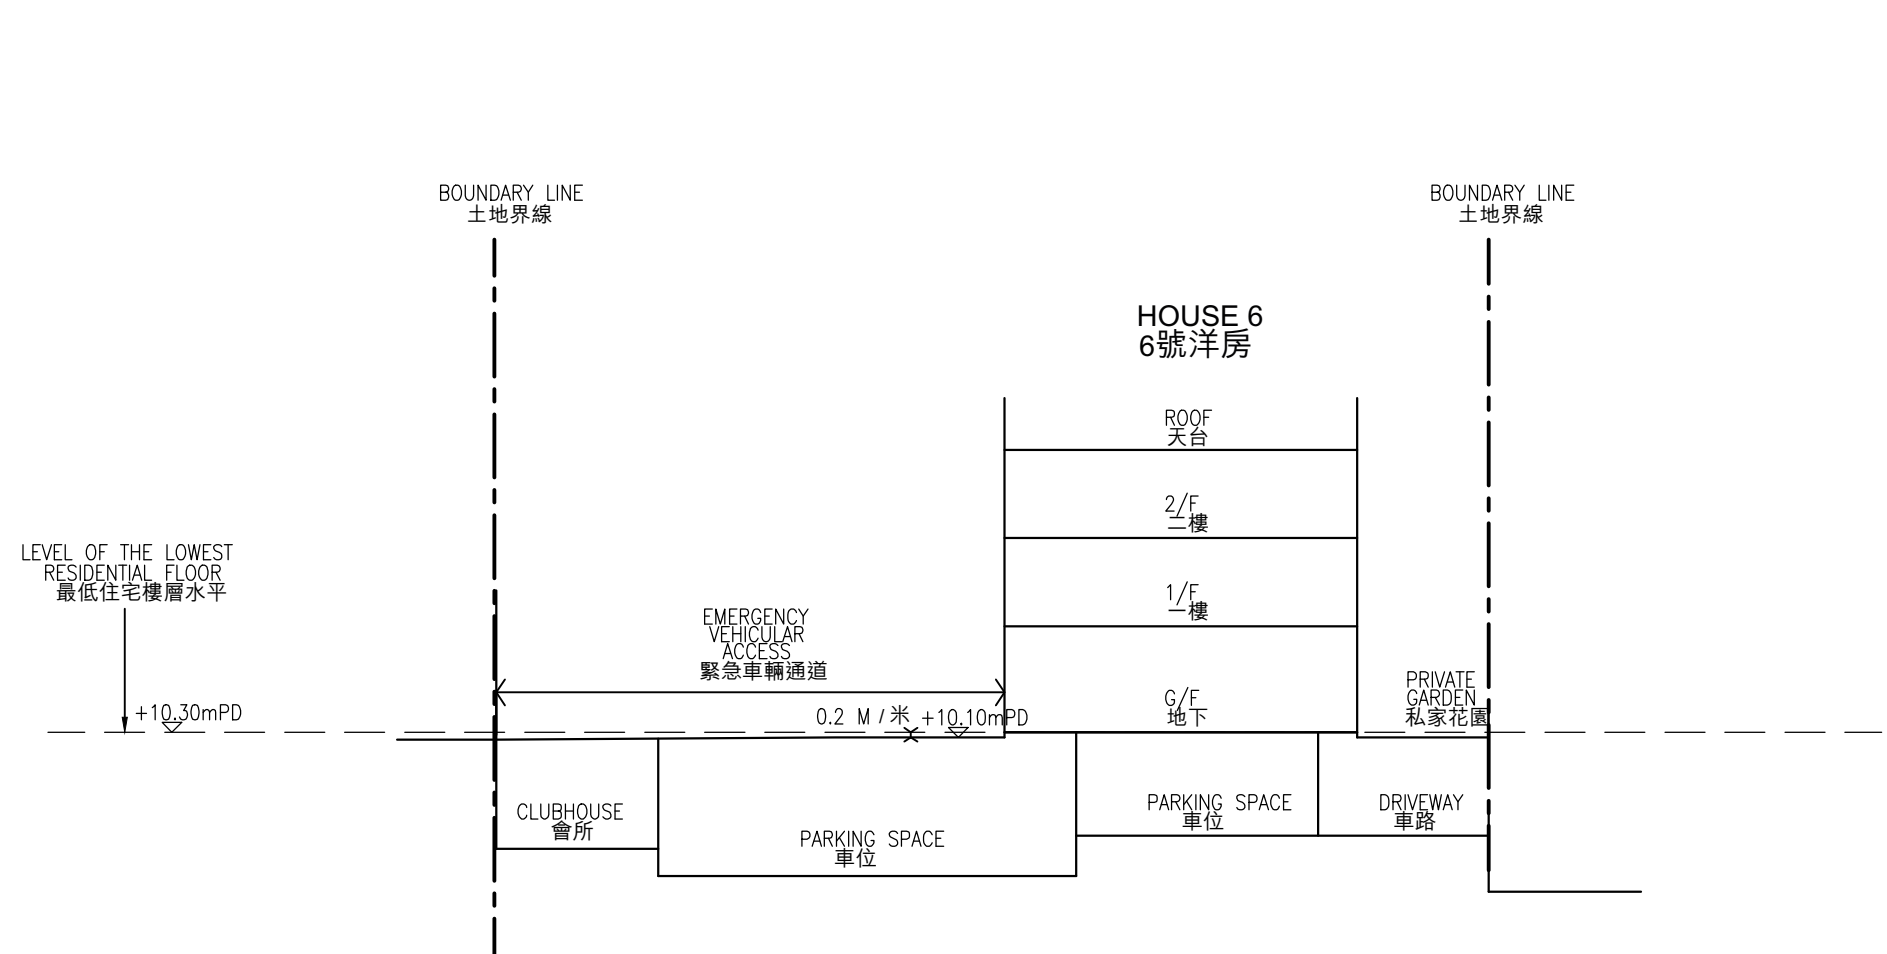 BOUNDARY LINE
土地界線
BOUNDARY LINE
土地界線
HOUSE 6
6號洋房
ROOF
天台
2/F
二樓
1/F
一樓
G/F
地下
LEVEL OF THE LOWEST
RESIDENTIAL FLOOR
最低住宅樓層水平
+10.30mPD
EMERGENCY
VEHICULAR
ACCESS
緊急車輛通道
0.2 M / 米
+10.10mPD
PRIVATE
GARDEN
私家花園
CLUBHOUSE
會所
PARKING SPACE
車位
PARKING SPACE
車位
DRIVEWAY
車路